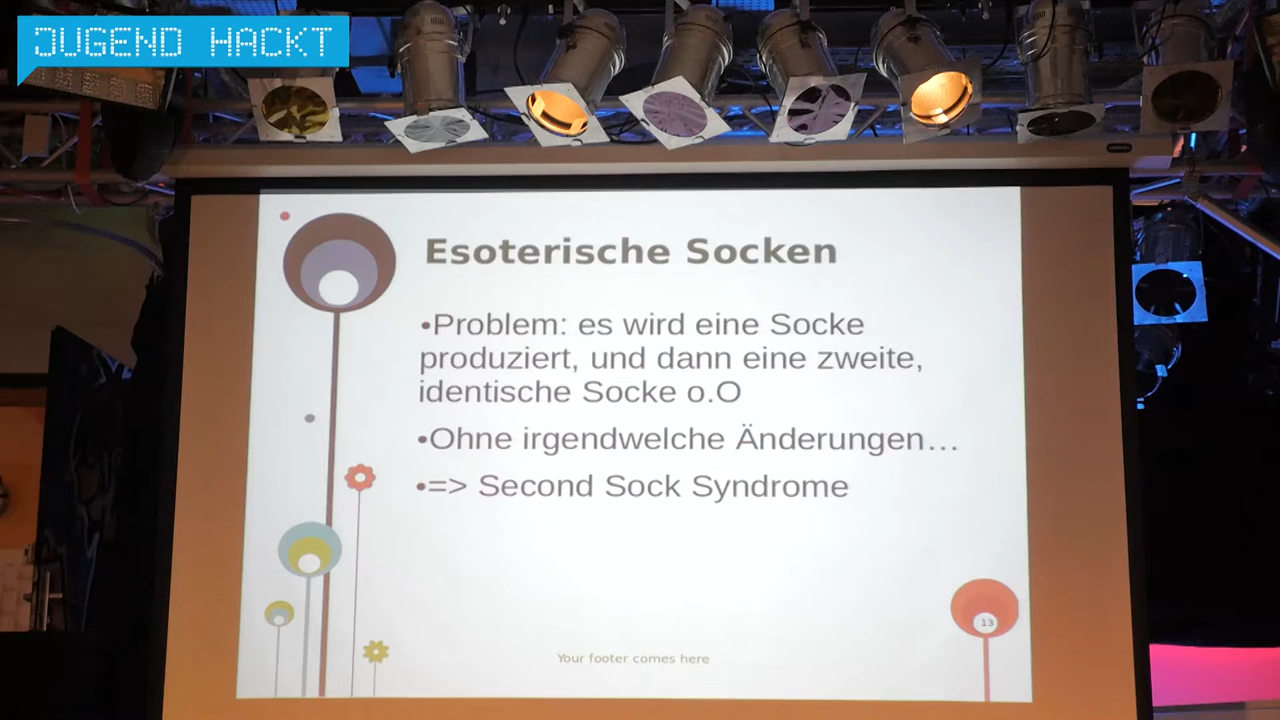 JUGEND HACKT
Esoterische Socken
•Problem: es wird eine Socke
produziert, und dann eine zweite,
identische Socke o.O
•Ohne irgendwelche Änderungen…
•=> Second Sock Syndrome
13
Your footer comes here